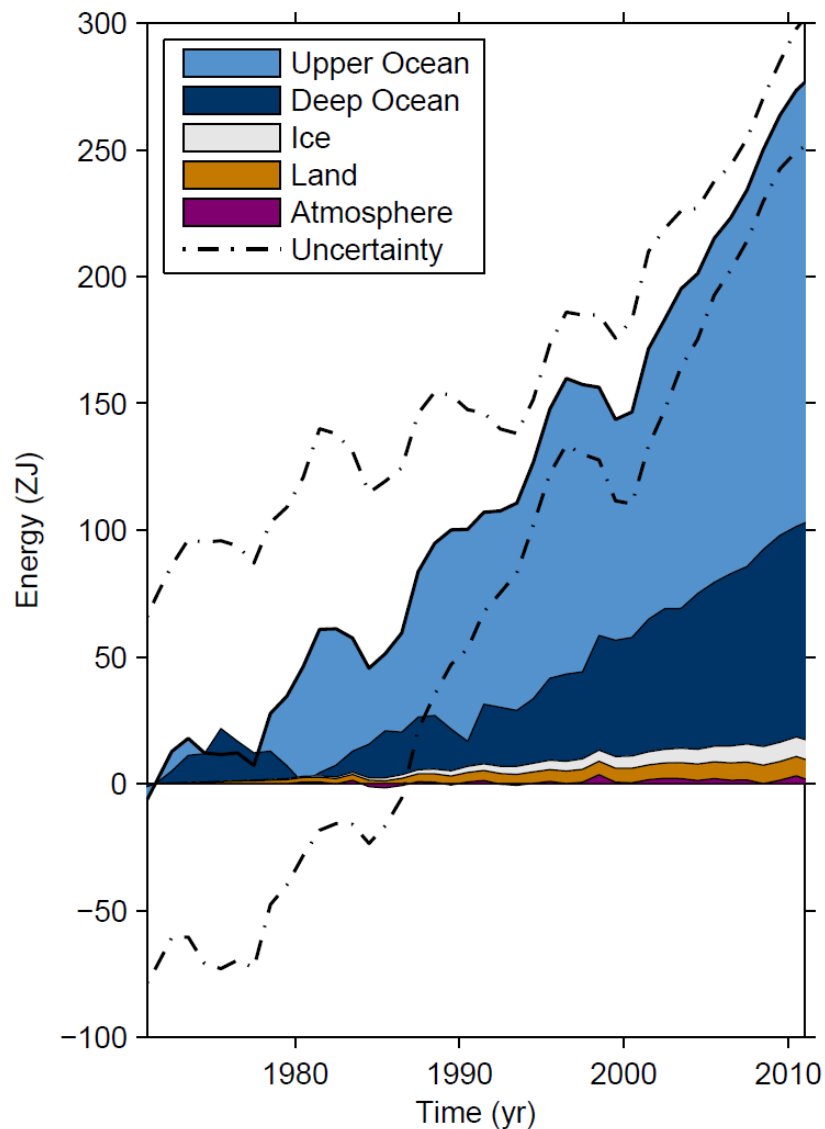 300
250
200
150
100
50
0
−50
−100
Energy (ZJ)
Upper Ocean
Deep Ocean
Ice
Land
Atmosphere
Uncertainty
1980
1990
2000
2010
Time (yr)